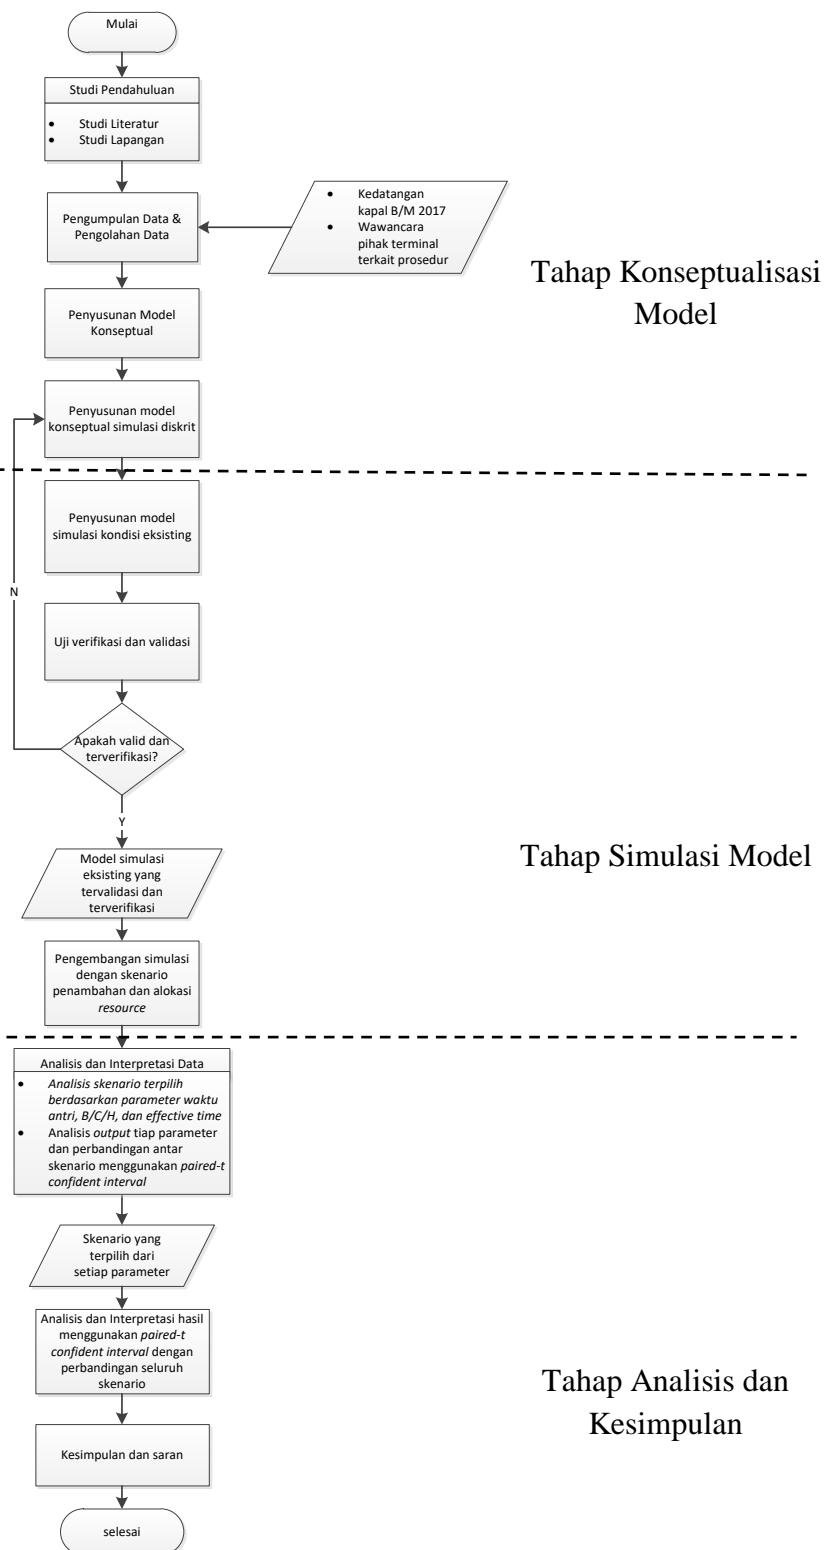 Mulai
Studi Pendahuluan
• Studi Literatur
• Studi Lapangan
Pengumpulan Data &
Pengolahan Data
• Kedatangan
kapal B/M 2017
• Wawancara
pihak terminal
terkait prosedur
Tahap Konseptualisasi
Model
Penyusunan Model
Konseptual
Penyusunan model
konseptual simulasi diskrit
Penyusunan model
simulasi kondisi eksisting
N
Uji verifikasi dan validasi
Apakah valid dan
terverifikasi?
Y
Tahap Simulasi Model
Model simulasi
eksisting yang
tervalidasi dan
terverifikasi
Pengembangan simulasi
dengan skenario
penambahan dan alokasi
resource
Analisis dan Interpretasi Data
• Analisis skenario terpilih
berdasarkan parameter waktu
antri, B/C/H, dan effective time
• Analisis output tiap parameter
dan perbandingan antar
skenario menggunakan paired-t
confident interval
Skenario yang
terpilih dari
setiap parameter
Analisis dan Interpretasi hasil
menggunakan paired-t
confident interval dengan
perbandingan seluruh
skenario
Tahap Analisis dan
Kesimpulan
Kesimpulan dan saran
selesai